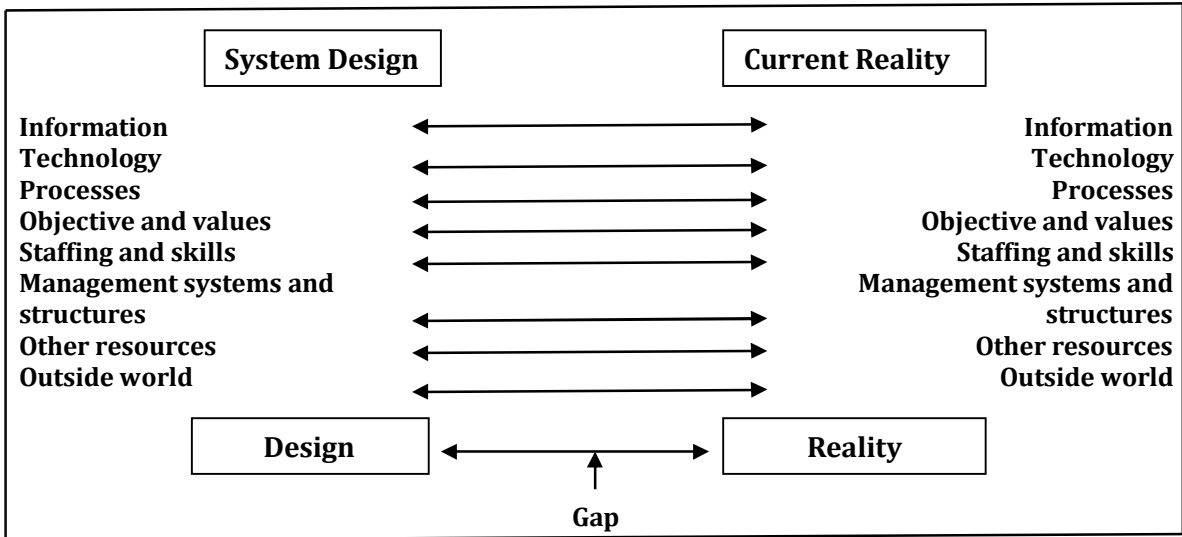 System Design
Current Reality
Information
Technology
Processes
Objective and values
Staffing and skills
Management systems and
structures
Other resources
Outside world
Information
Technology
Processes
Objective and values
Staffing and skills
Management systems and
structures
Other resources
Outside world
Design
Reality
Gap